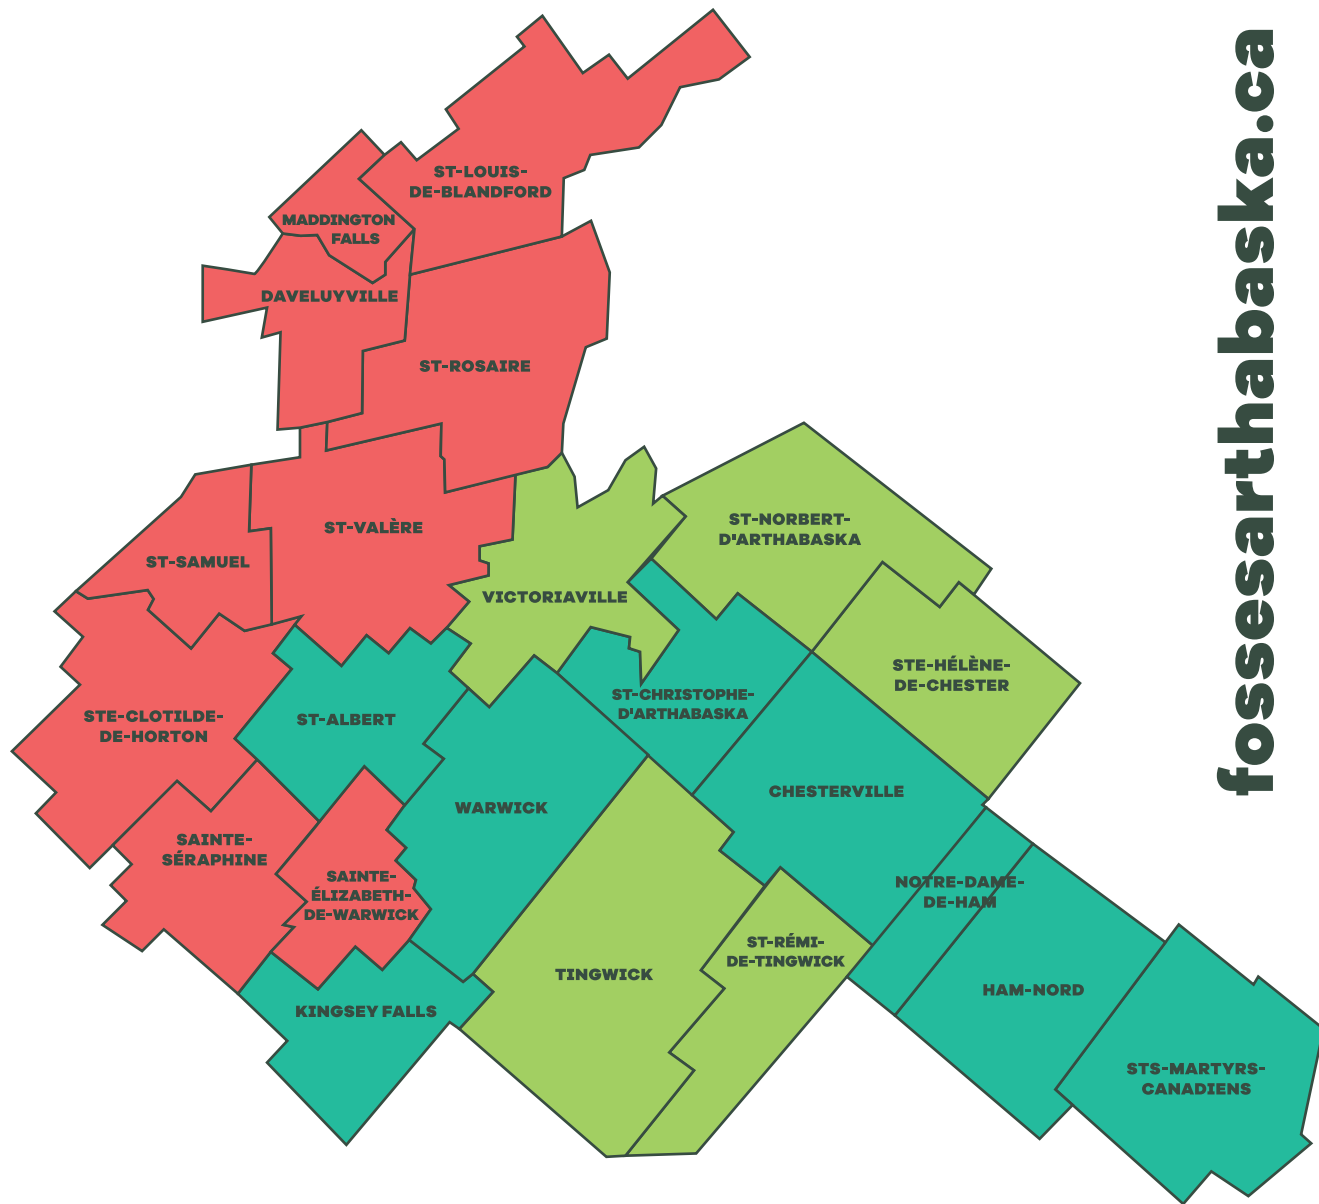 ST-LOUIS-
DE-BLANDFORD
MADDINGTON
FALLS
DAVELUYVILLE
ST-ROSAIRE
ST-VALÈRE
ST-SAMUEL
ST-NORBERT-
D'ARTHABASKA
VICTORIAVILLE
STE-HÉLÈNE-
DE-CHESTER
ST-CHRISTOPHE-
D'ARTHABASKA
STE-CLOTILDE-
DE-HORTON
ST-ALBERT
WARWICK
CHESTERVILLE
SAINTE-
SÉRAPHINE
SAINTE-
ÉLIZABETH-
DE-WARWICK
NOTRE-DAME-
DE-HAM
ST-RÉMI-
DE-TINGWICK
TINGWICK
HAM-NORD
KINGSEY FALLS
STS-MARTYRS-
CANADIENS
fossesarthabaska.ca